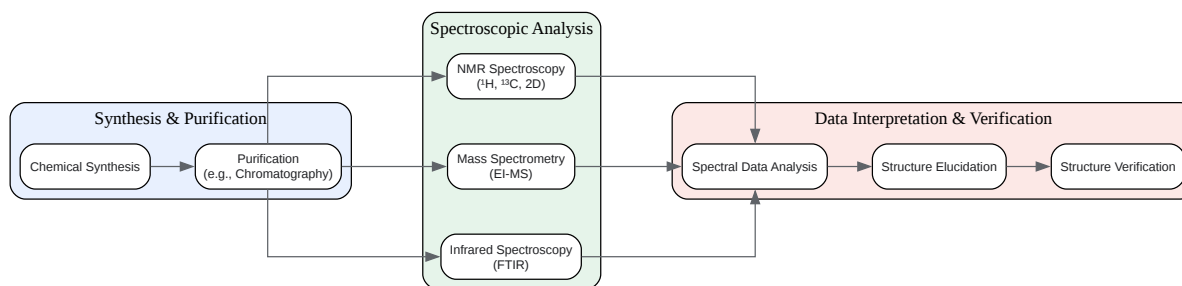 Synthesis & Purification
Chemical Synthesis
Purification
(e.g., Chromatography)
Spectroscopic Analysis
NMR Spectroscopy
(¹H, ¹³C, 2D)
Mass Spectrometry
(EI-MS)
Infrared Spectroscopy
(FTIR)
Data Interpretation & Verification
Spectral Data Analysis
Structure Elucidation
Structure Verification